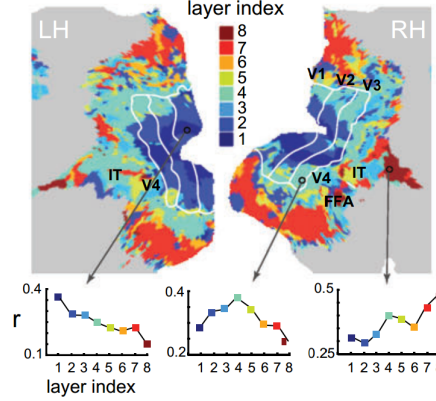 layer index
LH
RH
8
7
6
5
4
3
2
1
V1
V2
V3
IT
V4
V4
IT
FFA
0.4
0.4
0.5
r
0.1
0.2
0.25
1 2 3 4 5 6 7 8
1 2 3 4 5 6 7 8
1 2 3 4 5 6 7
layer index